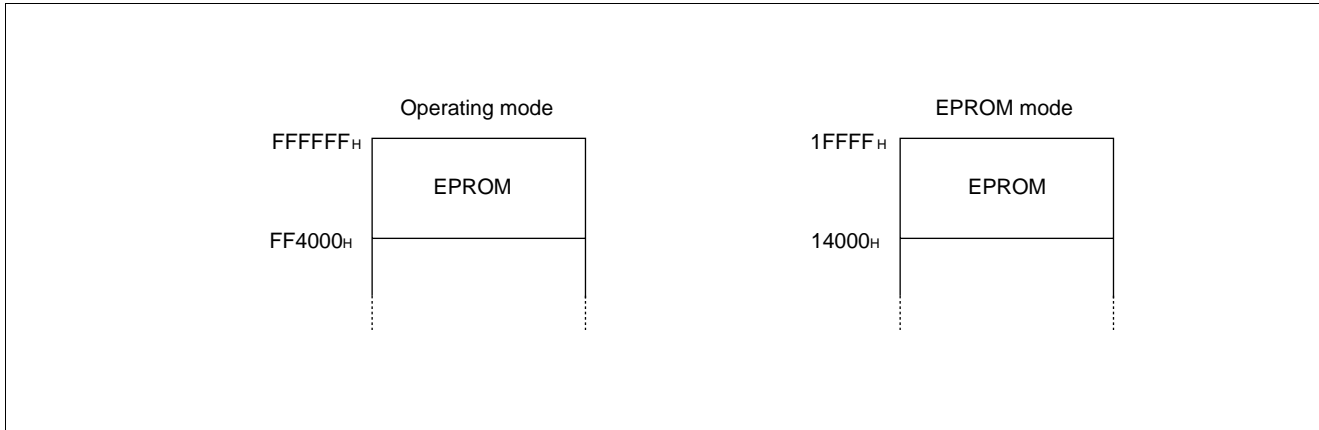 Operating mode
EPROM mode
FFFFFFH
1FFFFH
EPROM
EPROM
FF4000H
14000H